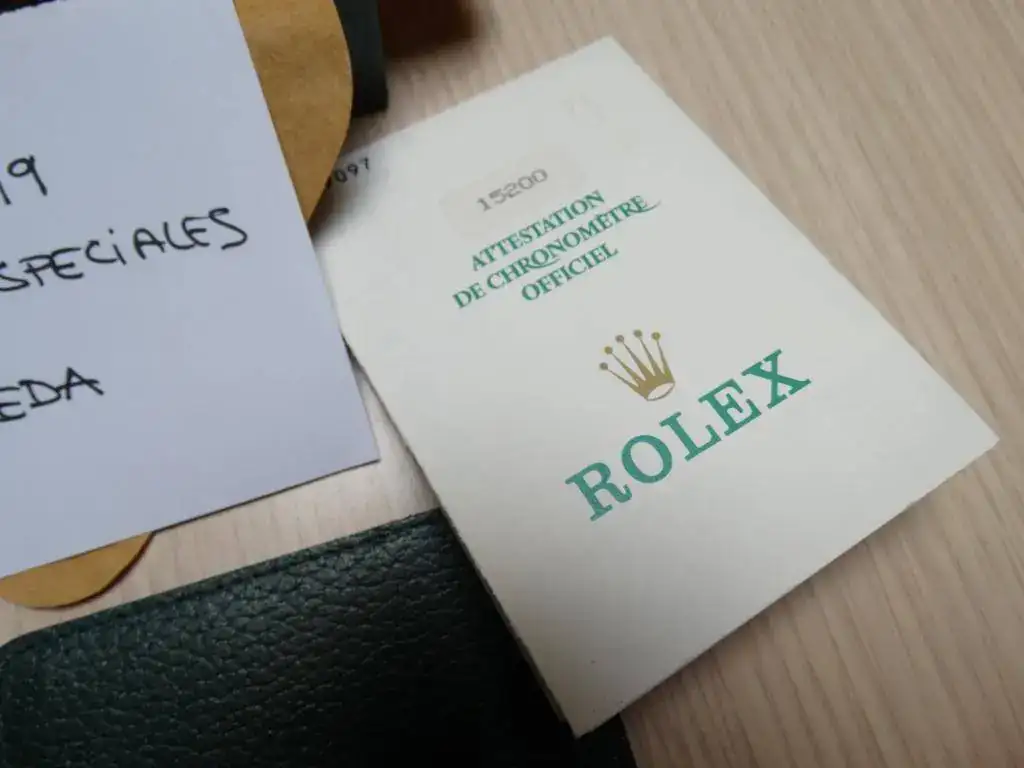 19
SPECIALES
EDA
097
15200
ATTESTATION
DE CHRONOMÈTRE
OFFICIEL
ROLEX